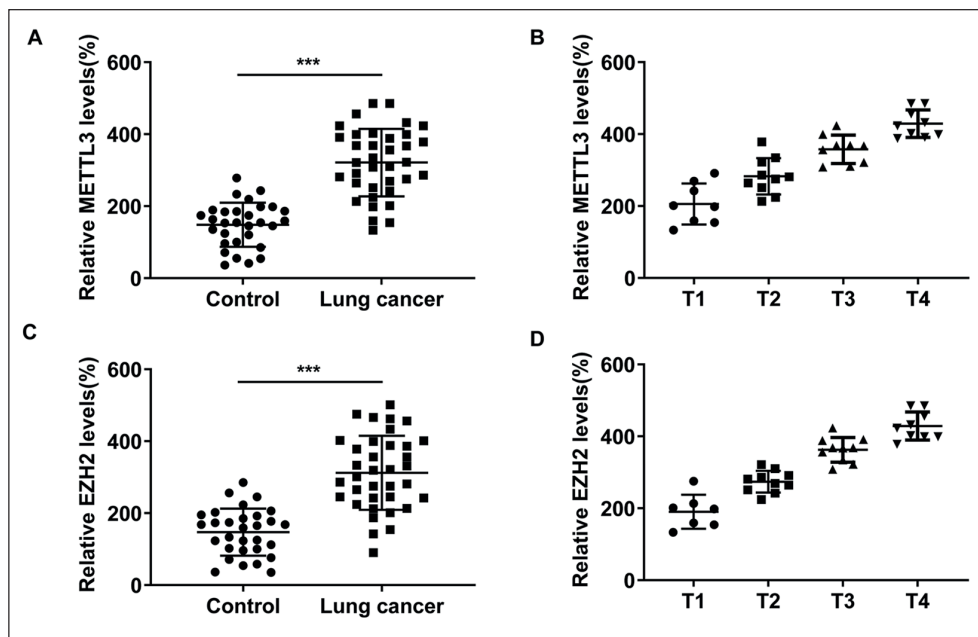 A
Relative METTL3 levels(%)
600
400
200
0
***
Control
Lung cancer
B
Relative METTL3 levels(%)
600
400
200
0
T1
T2
T3
T4
C
Relative EZH2 levels(%)
600
400
200
0
***
Control
Lung cancer
D
Relative EZH2 levels(%)
600
400
200
0
T1
T2
T3
T4